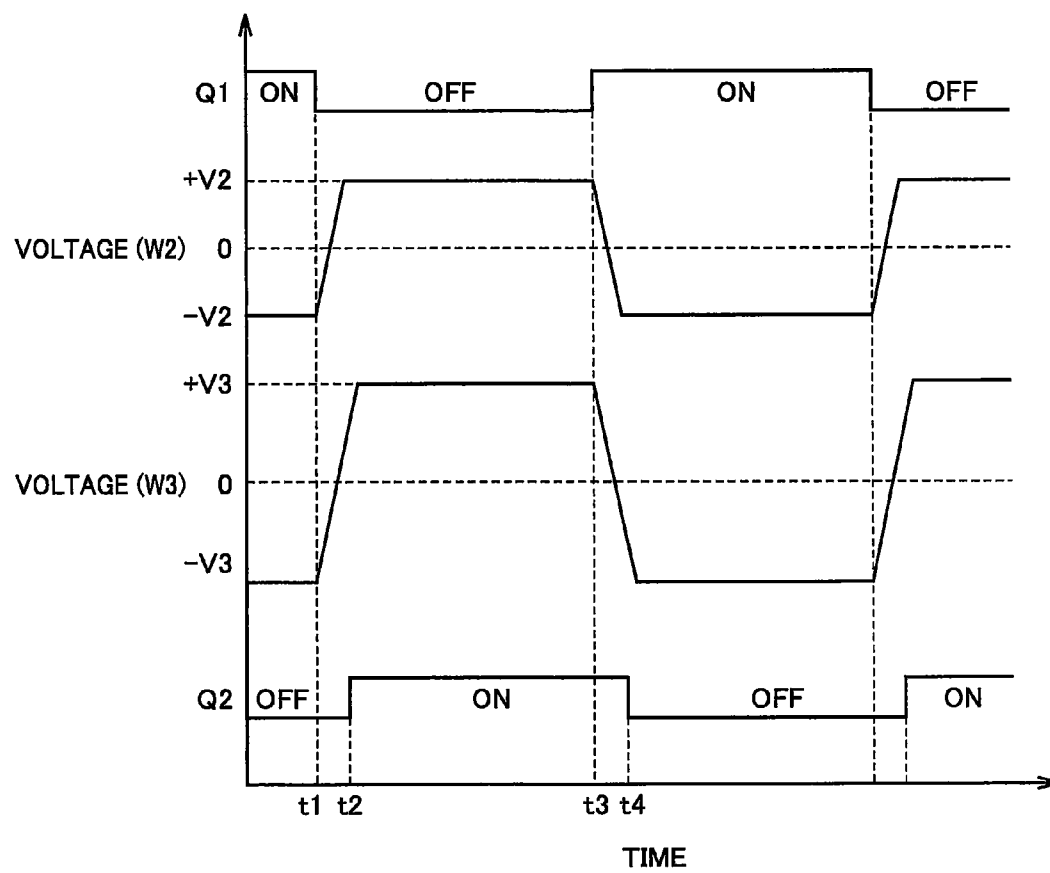 Q1 ON OFF ON OFF
+V2
VOLTAGE (W2) 0
-V2
+V3
VOLTAGE (W3) 0
-V3
Q2 OFF ON OFF ON
t1 t2 t3 t4
TIME